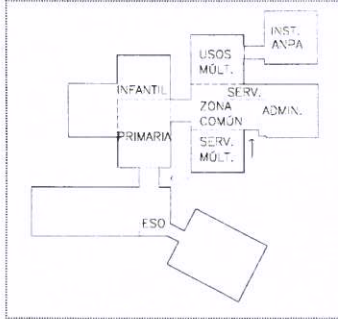 INST.
ANPA
USOS
MÚLT.
INFANTIL
SERV.
ZONA
COMÚN
ADMIN.
PRIMARIA
SERV.
MÚLT.
ESO